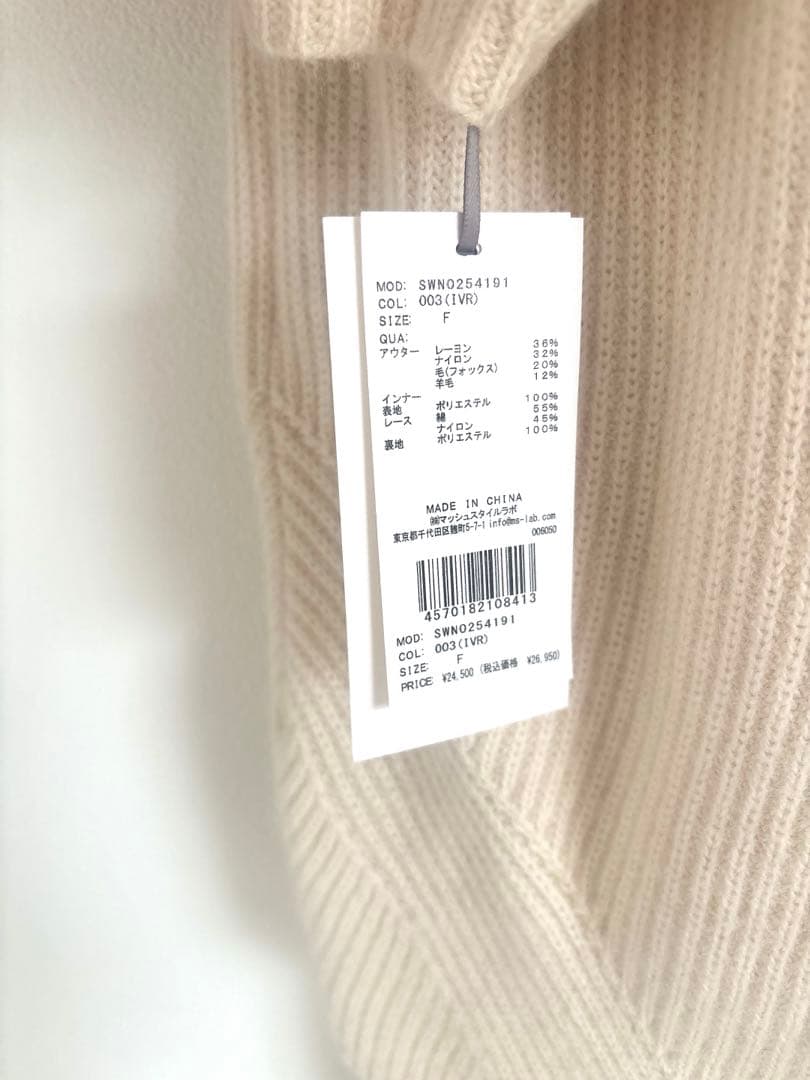 MOD: SWNO254191
COL: 003(IVR)
SIZE: F
QUA:
アウター レーヨン 36%
ナイロン 32%
毛(フォックス) 20%
羊毛 12%
インナー
表地 ポリエステル 100%
レース 綿 55%
ナイロン 45%
裏地 ポリエステル 100%
MADE IN CHINA
㈱マッシュスタイルラボ
東京都千代田区麹町5-7-1 info@ms-lab.com
006050
4570182108413
MOD: SWNO254191
COL: 003(IVR)
SIZE: F
PRICE: ¥24,500 (税込価格 ¥26,950)